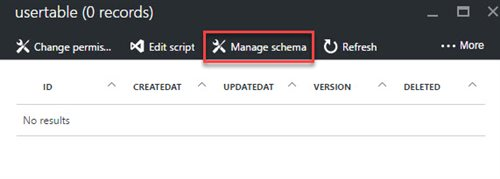 usertable (0 records)
Change permis... Edit script Manage schema Refresh ... More
ID CREATEDAT UPDATEDAT VERSION DELETED
No results